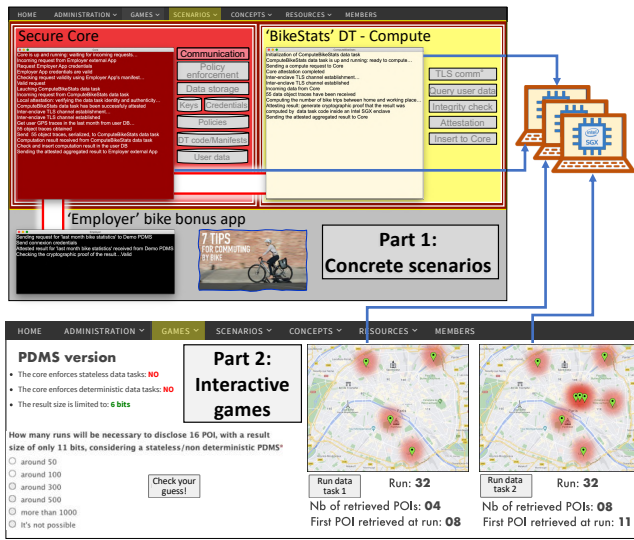 HOME ADMINISTRATION GAMES SCENARIOS CONCEPTS RESOURCES MEMBERS
Secure Core
Core is up and running: waiting for incoming requests…
Incoming request from Employer external App
Request Employer App credentials
Employer App credentials are valid
Checking request validity using Employer App's manifest…
Valid request
Lauching ComputeBikeStats data task
Incoming request from ComputeBikeStats data task
Local attestation: verifying the data task identity and authenticity…
ComputeBikeStats data task has been successfully attested
Inter-enclave TLS channel establishment…
Inter-enclave TLS channel established
Get user GPS traces in the last month from user DB…
55 object traces obtained
Send 55 object traces, serialized, to ComputeBikeStats data task
Computation result received from ComputeBikeStats data task
Check and insert computation result in the user DB
Sending the attested aggregated result to Employer external App
Communication
Policy
enforcement
Data storage
Keys
Credentials
Policies
DT code/Manifests
User data
'BikeStats' DT - Compute
Initialization of ComputeBikeStats data task
ComputeBikeStats data task is up and running: ready to compute…
Sending a compute request to Core
Core attestation completed
Inter-enclave TLS channel establishment…
Inter-enclave TLS channel established
Incoming data from Core
55 data object traces have been received
Computing the number of bike trips between home and working place…
Attesting result: generate cryptographic proof that the result was
computed by data task code inside an Intel SGX enclave
Sending the attested aggregated result to Core
TLS comm°
Query user data
Integrity check
Attestation
Insert to Core
intel
SGX
'Employer' bike bonus app
Sending request for 'last month bike statistics' to Demo PDMS
Send connexion credentials
Attested result for 'last month bike statistics' received from Demo PDMS
Checking the cryptographic proof of the result…Valid
7 TIPS
FOR COMMUTING
BY BIKE
Part 1:
Concrete scenarios
HOME ADMINISTRATION GAMES SCENARIOS CONCEPTS RESOURCES MEMBERS
PDMS version
• The core enforces stateless data tasks: NO
• The core enforces deterministic data tasks: NO
• The result size is limited to: 6 bits
Part 2:
Interactive
games
How many runs will be necessary to disclose 16 POI, with a result
size of only 11 bits, considering a stateless/non deterministic PDMS*
around 50
around 100
around 300
around 500
more than 1000
It's not possible
Check your
guess!
Run data
task 1
Run: 32
Nb of retrieved POIs: 04
First POI retrieved at run: 08
Run data
task 2
Run: 32
Nb of retrieved POIs: 08
First POI retrieved at run: 11